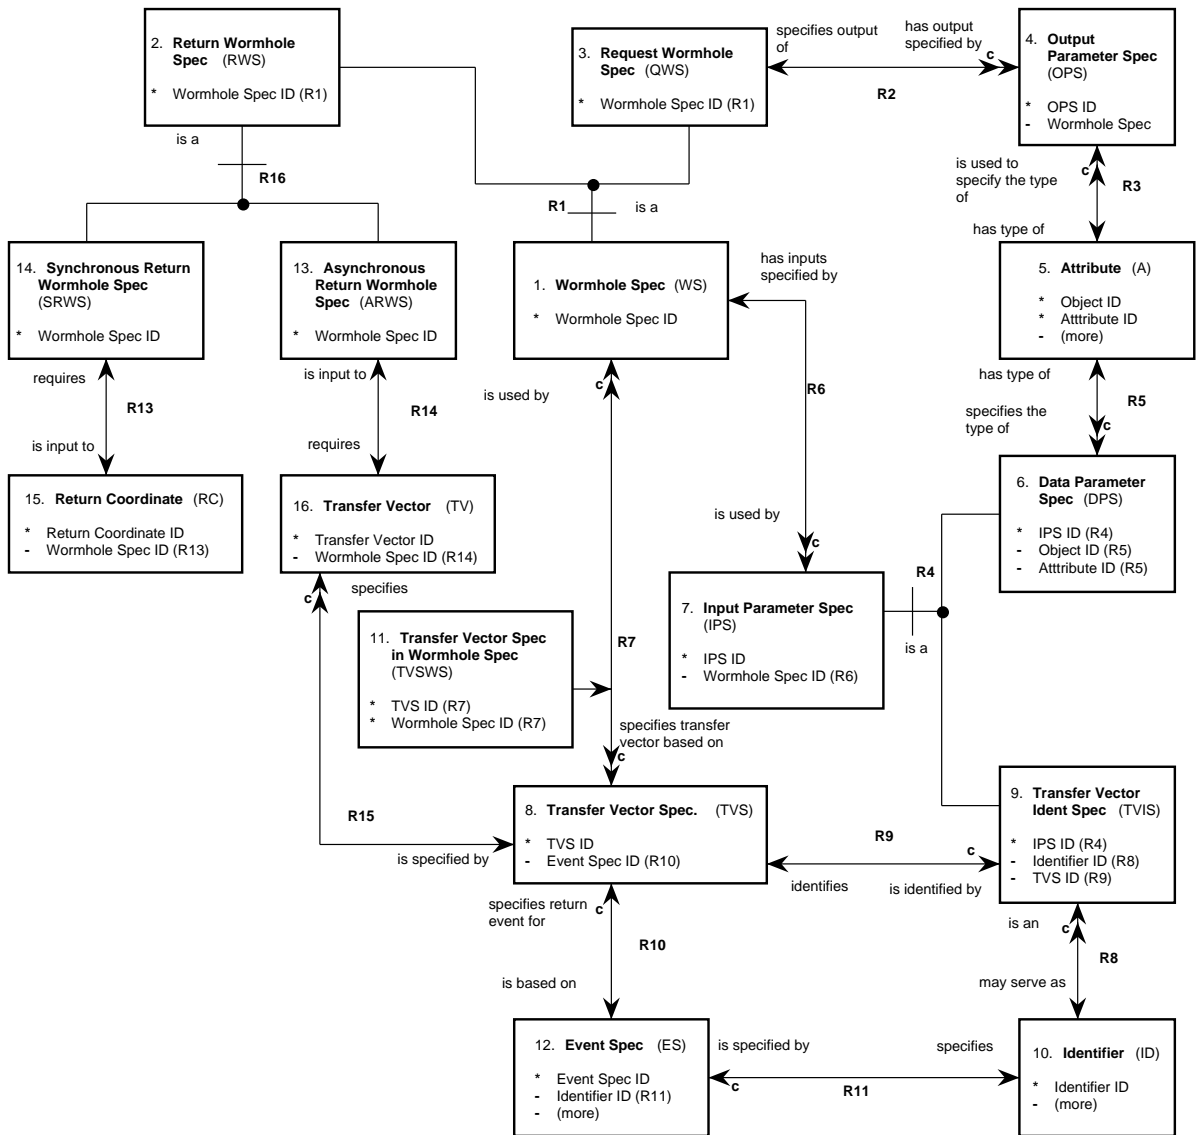 2. Return Wormhole
Spec (RWS)
* Wormhole Spec ID (R1)
3. Request Wormhole
Spec (QWS)
* Wormhole Spec ID (R1)
specifies output
of
has output
specified by
c
R2
4. Output
Parameter Spec
(OPS)
* OPS ID
- Wormhole Spec
is a
R16
R1
is a
is used to
specify the type
of
c
R3
has type of
14. Synchronous Return
Wormhole Spec
(SRWS)
* Wormhole Spec ID
13. Asynchronous
Return Wormhole
Spec (ARWS)
* Wormhole Spec ID
1. Wormhole Spec (WS)
* Wormhole Spec ID
has inputs
specified by
5. Attribute (A)
* Object ID
* Atttribute ID
- (more)
requires
R13
is input to
is input to
R14
requires
c
is used by
R6
has type of
R5
specifies the
type of
c
15. Return Coordinate (RC)
* Return Coordinate ID
- Wormhole Spec ID (R13)
16. Transfer Vector (TV)
* Transfer Vector ID
- Wormhole Spec ID (R14)
is used by
c
6. Data Parameter
Spec (DPS)
* IPS ID (R4)
- Object ID (R5)
- Atttribute ID (R5)
c
specifies
R4
is a
7. Input Parameter Spec
(IPS)
* IPS ID
- Wormhole Spec ID (R6)
11. Transfer Vector Spec
in Wormhole Spec
(TVSWS)
* TVS ID (R7)
* Wormhole Spec ID (R7)
R7
specifies transfer
vector based on
c
R15
is specified by
8. Transfer Vector Spec. (TVS)
* TVS ID
- Event Spec ID (R10)
R9
c
identifies
is identified by
9. Transfer Vector
Ident Spec (TVIS)
* IPS ID (R4)
- Identifier ID (R8)
- TVS ID (R9)
specifies return
event for
c
R10
is based on
is an
c
R8
may serve as
12. Event Spec (ES)
* Event Spec ID
- Identifier ID (R11)
- (more)
is specified by
specifies
c
R11
10. Identifier (ID)
* Identifier ID
- (more)